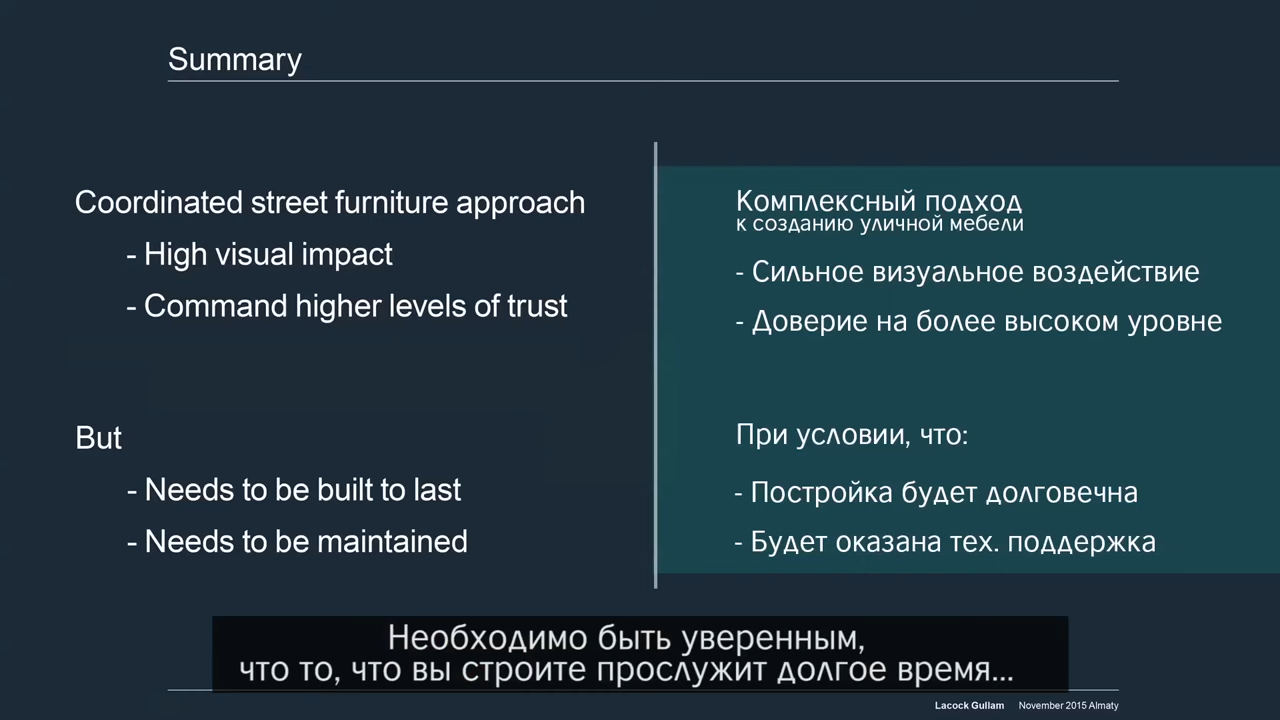 Summary
Coordinated street furniture approach
- High visual impact
- Command higher levels of trust
But
- Needs to be built to last
- Needs to be maintained
Комплексный подход
к созданию уличной мебели
- Сильное визуальное воздействие
- Доверие на более высоком уровне
При условии, что:
- Постройка будет долговечна
- Будет оказана тех. поддержка
Необходимо быть уверенным,
что то, что вы строите прослужит долгое время...
Lacock Gullam November 2015 Almaty